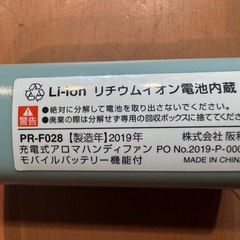 Li-ion リチウムイオン電池内蔵
警告
●絶対に分解して電池を取り出さないでください。
●廃棄の際は分解せず専用の回収ボックスに捨ててください。
PR-F028 【製造年】2019年 株式会社 阪和
充電式アロマハンディファン PO No.2019-P-000
モバイルバッテリー機能付 MADE IN CHINA